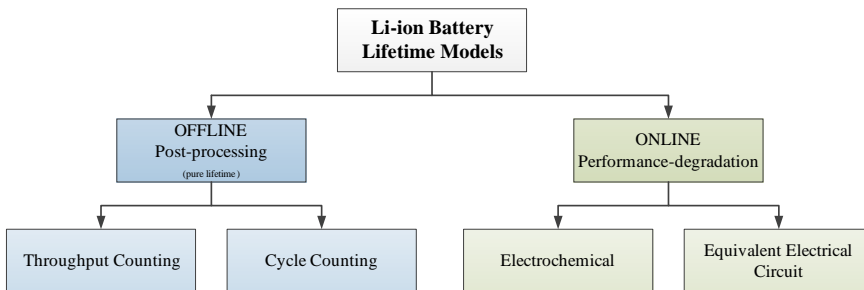 Li-ion Battery
Lifetime Models
OFFLINE
Post-processing
(pure lifetime)
ONLINE
Performance-degradation
Throughput Counting
Cycle Counting
Electrochemical
Equivalent Electrical
Circuit